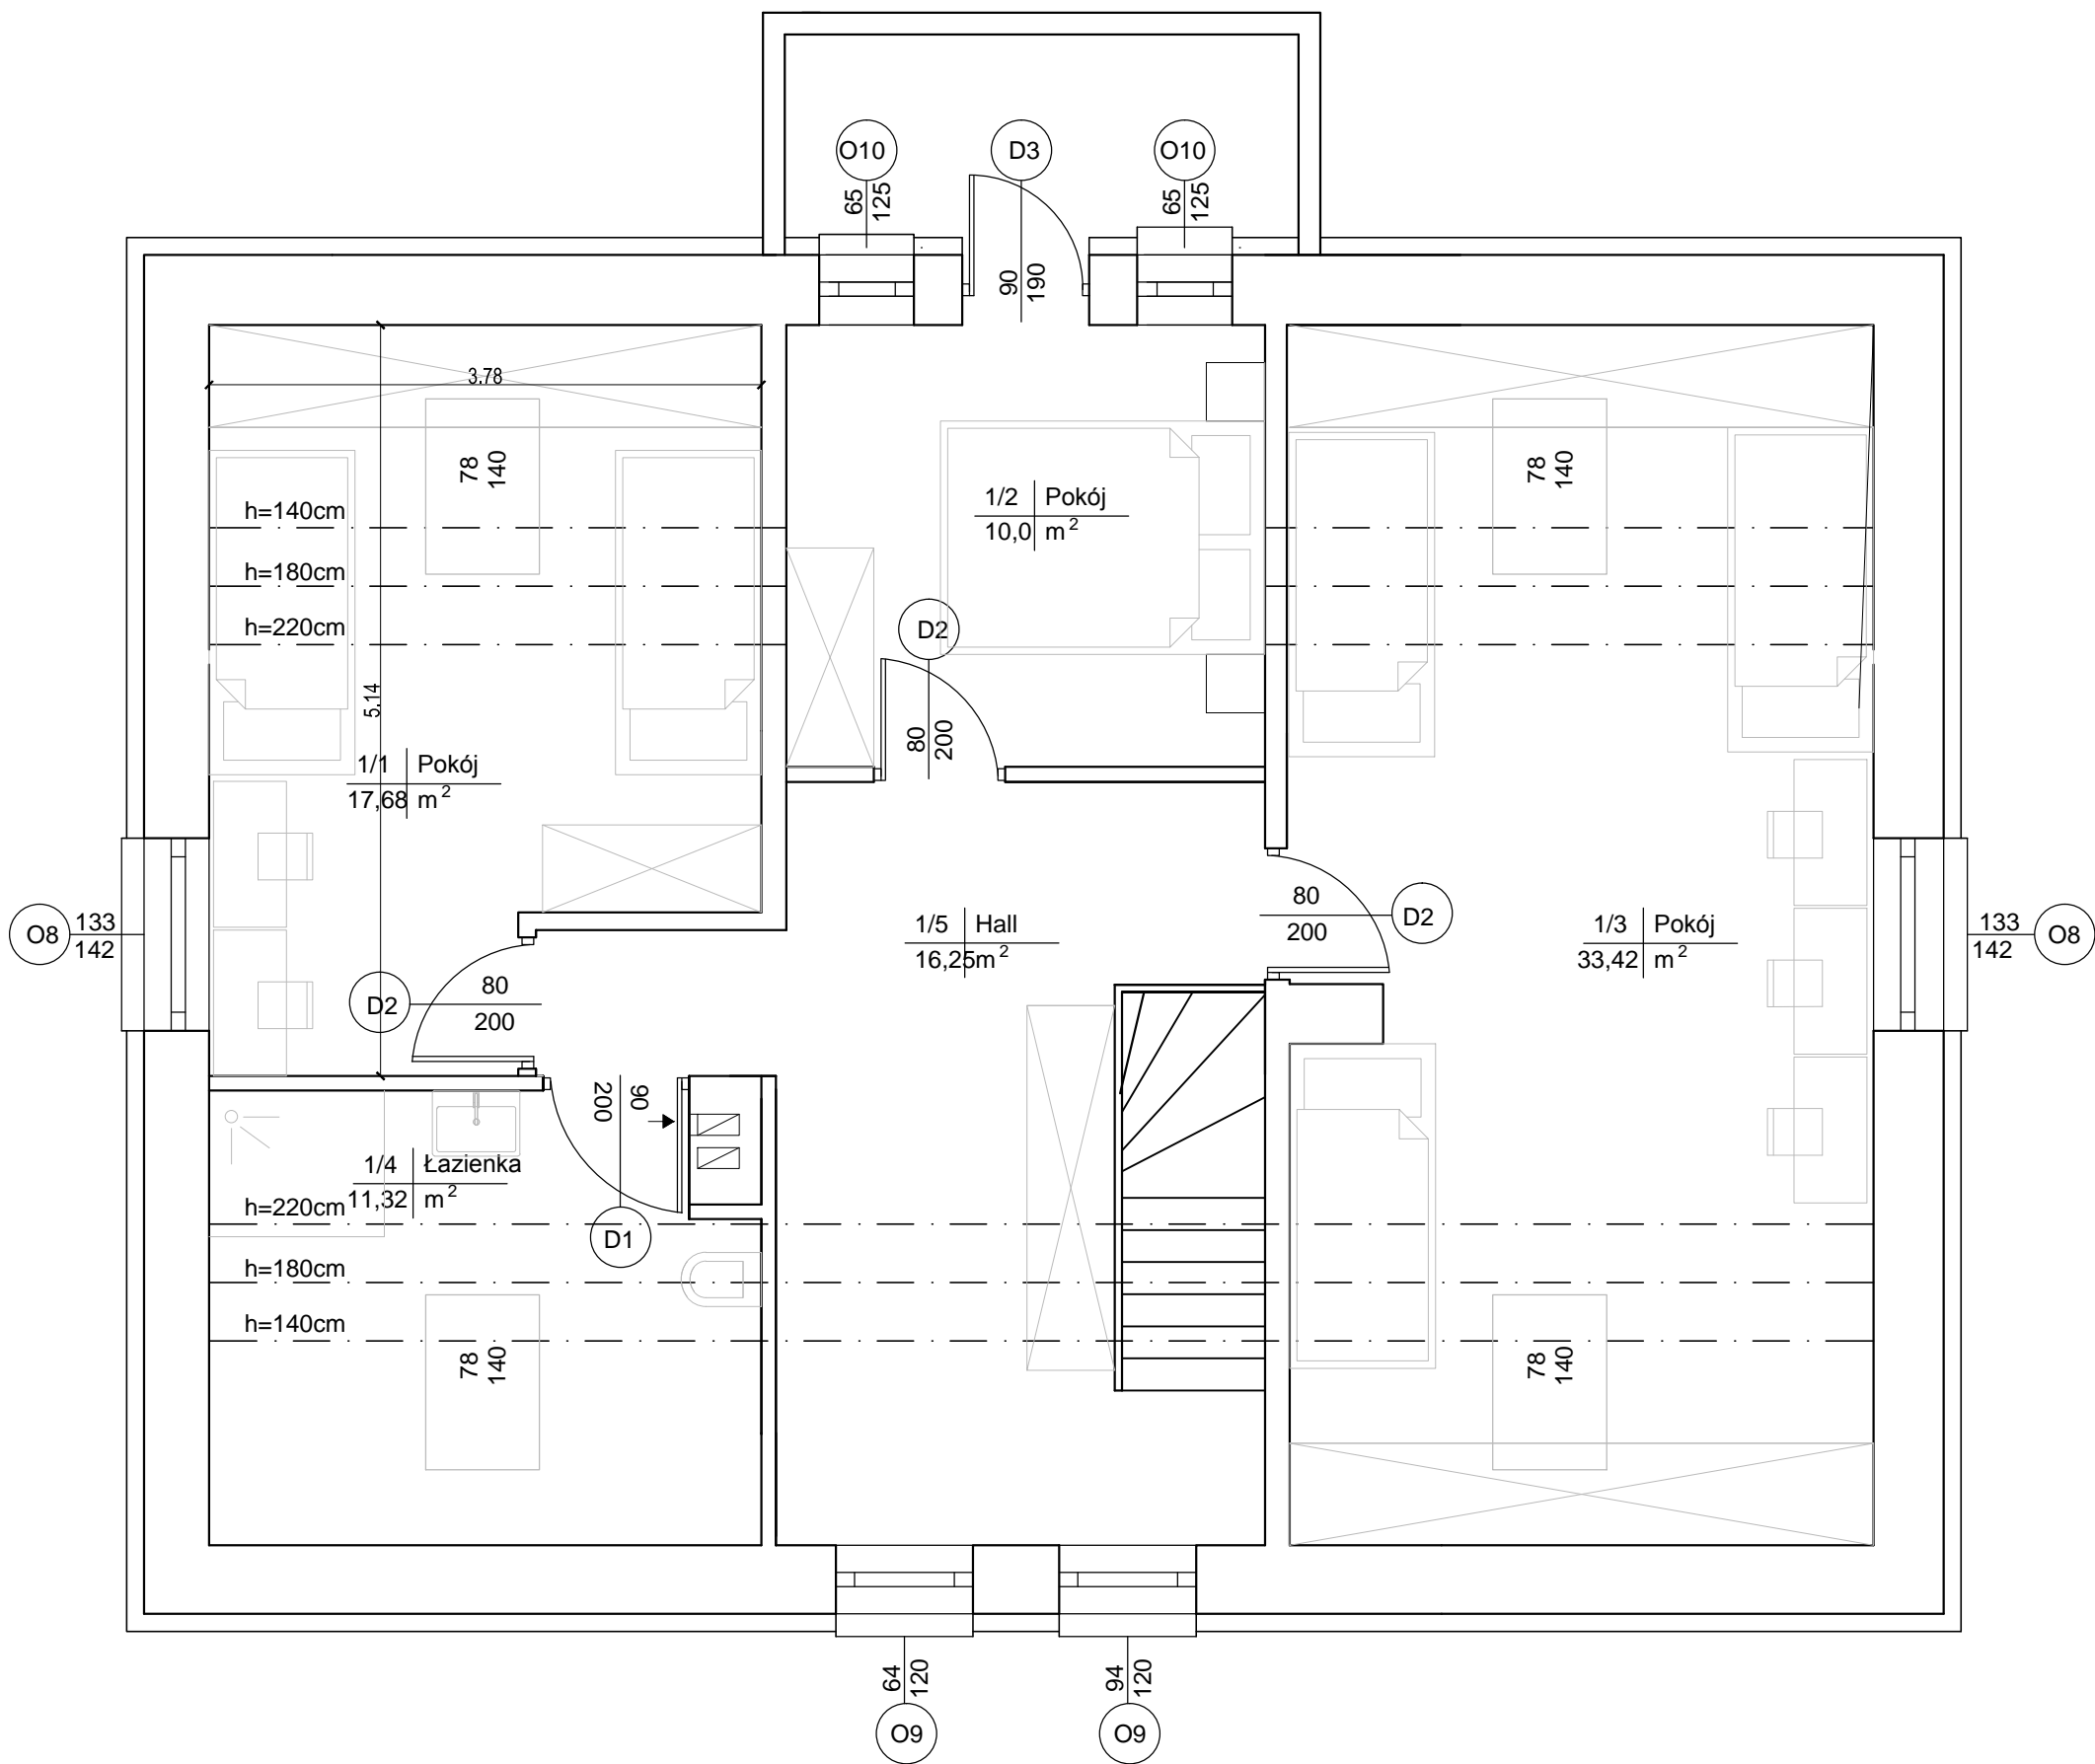 O10
D3
O10
65
125
90
190
65
125
3.78
78
140
78
140
h=140cm
1/2 Pokój
10,0 m²
h=180cm
h=220cm
D2
5,14
80
200
1/1 Pokój
17,68 m²
O8
133
142
80
200
D2
1/5 Hall
16,25m²
80
200
D2
1/3 Pokój
33,42 m²
133
142
O8
200
90
1/4 Łazienka
11,32 m²
h=220cm
D1
h=180cm
h=140cm
78
140
78
140
64
120
94
120
O9
O9